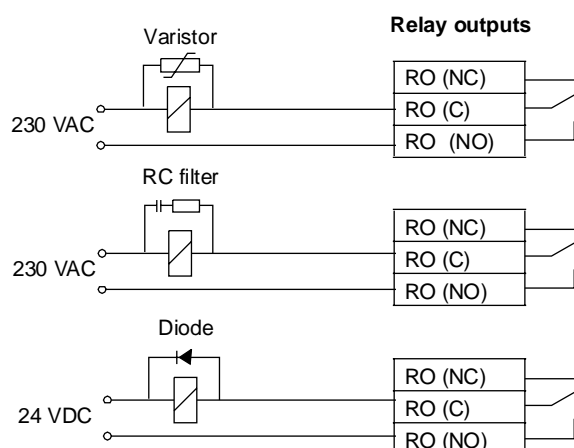 Relay outputs
Varistor
RO (NC)
230 VAC
RO (C)
RO (NO)
RC filter
RO (NC)
230 VAC
RO (C)
RO (NO)
Diode
RO (NC)
24 VDC
RO (C)
RO (NO)